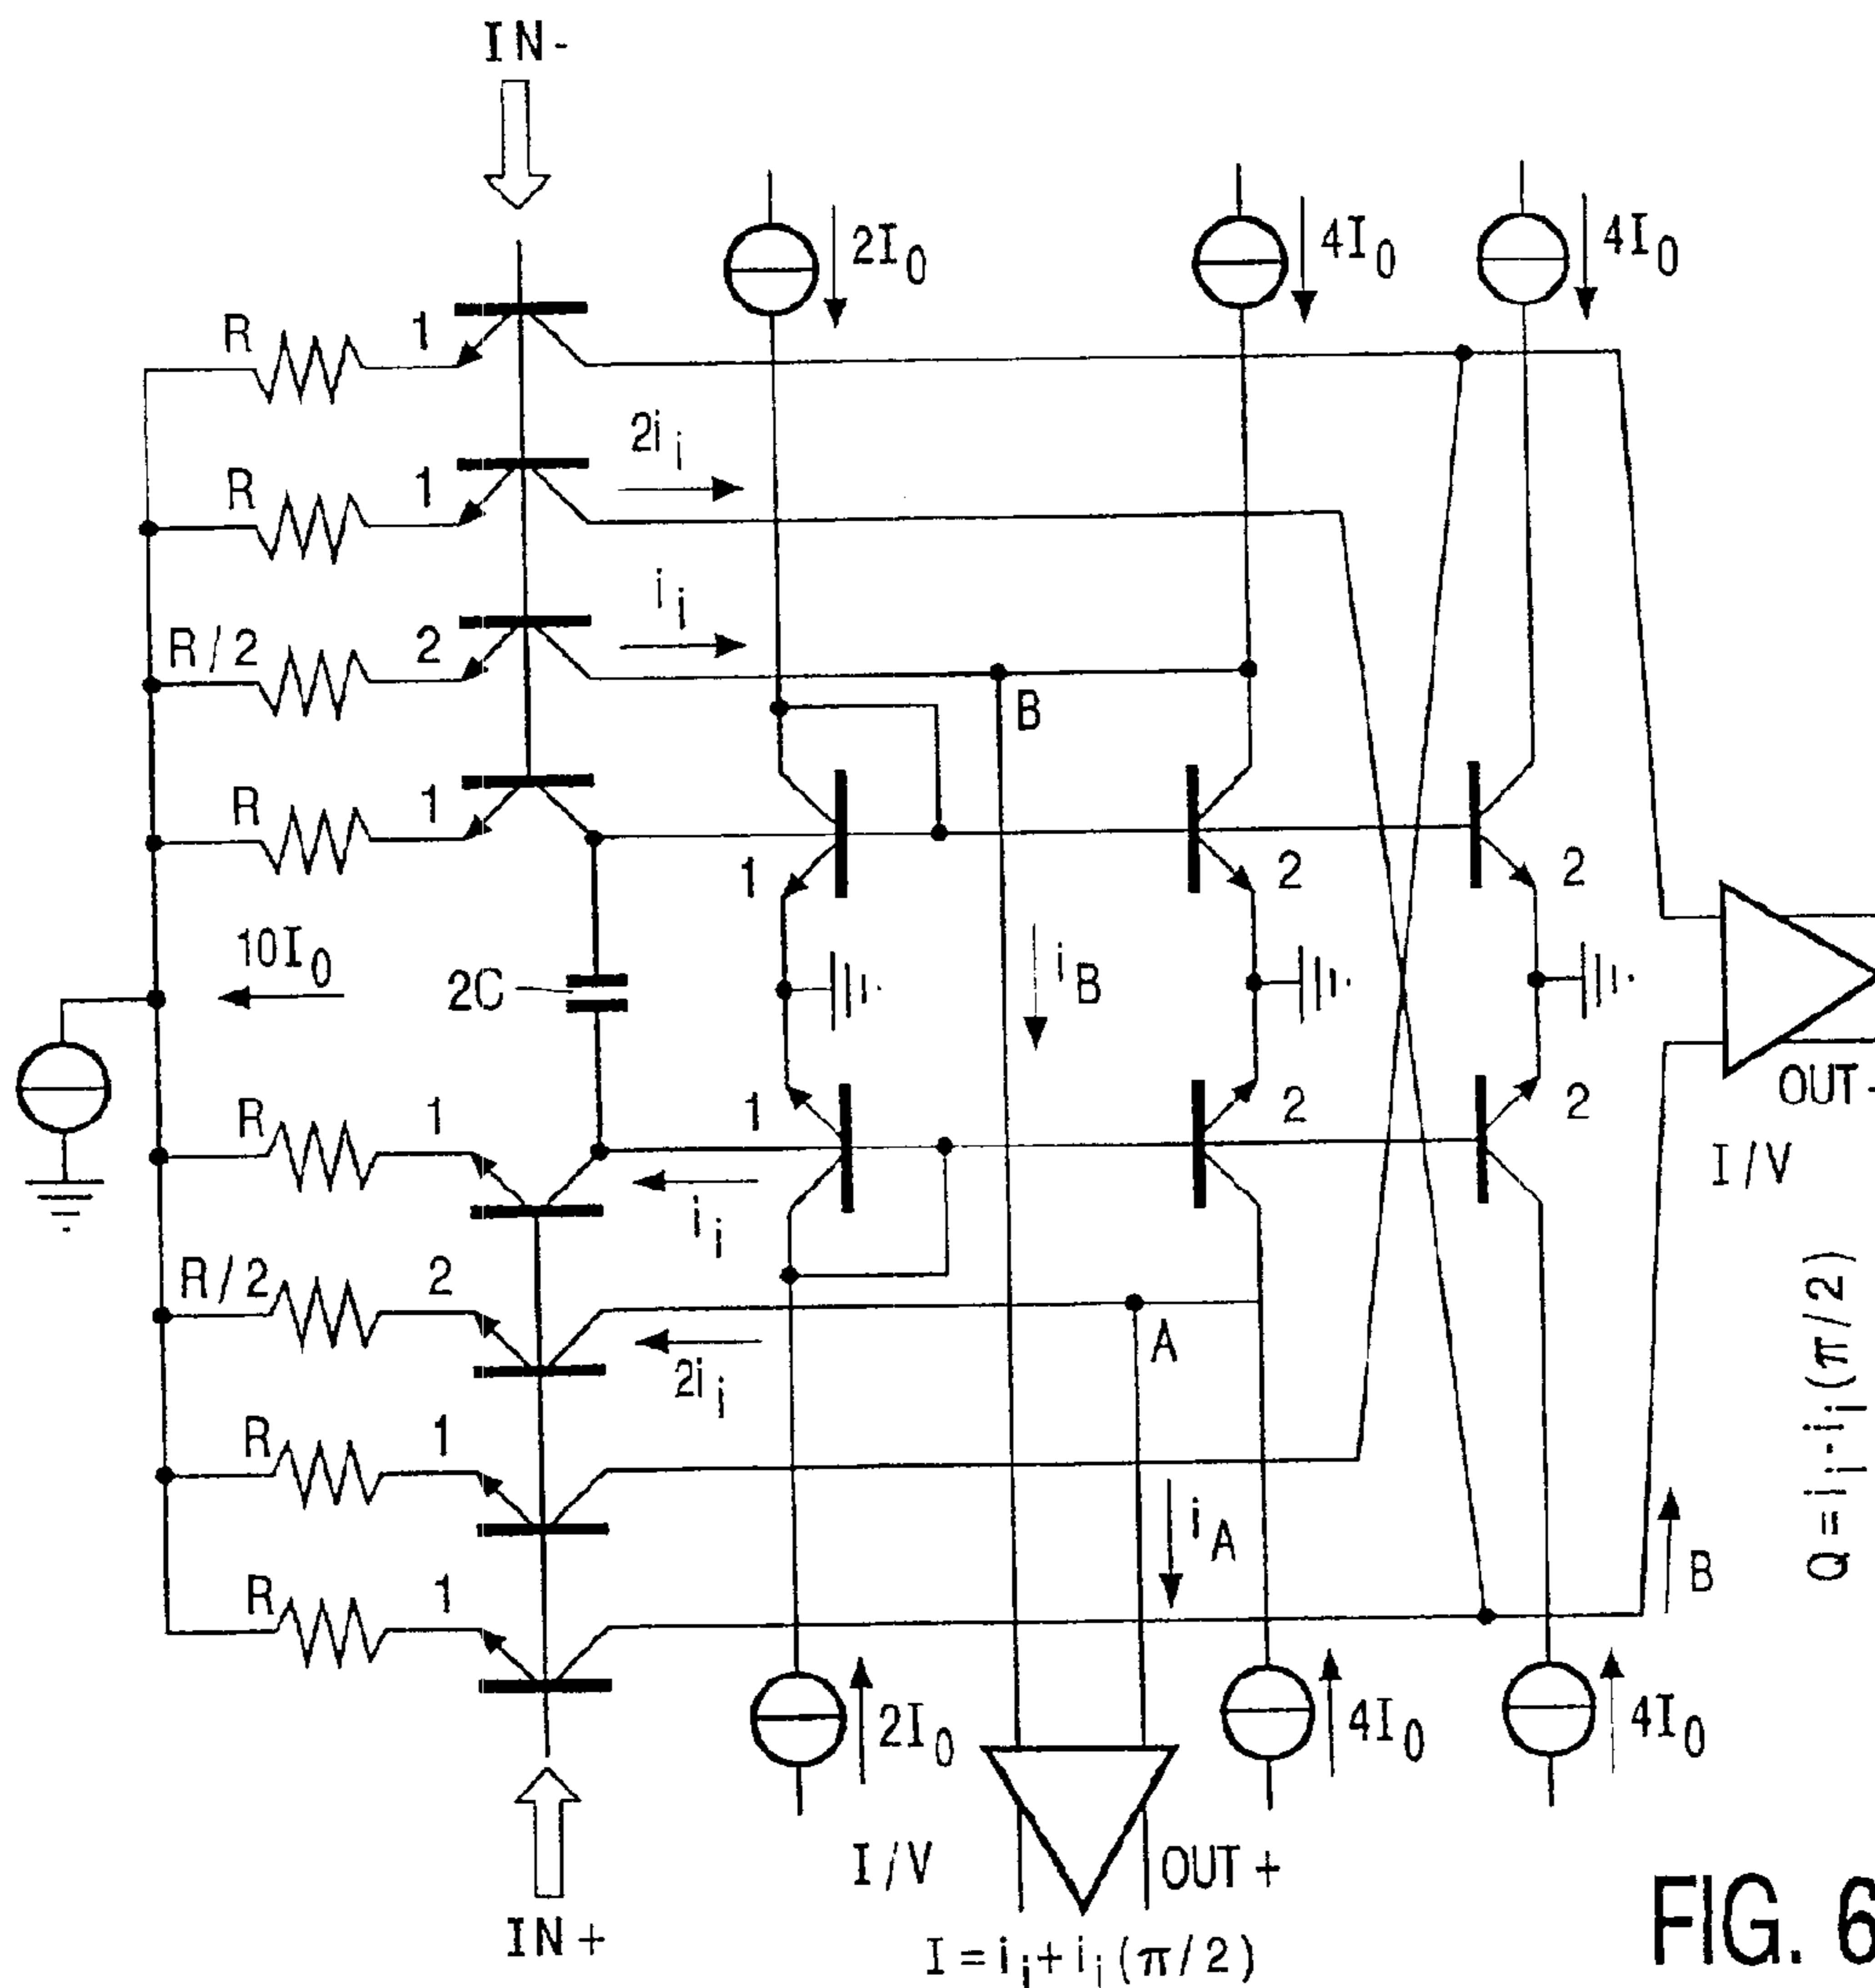 IN-
2I₀
4I₀
4I₀
R
1
2iᵢ
R
1
iᵢ
R/2
2
B
R
1
1
2
2
10I₀
2C
i_B
R
1
1
2
2
OUT-
I/V
iᵢ
R/2
2
A
2iᵢ
Q=iᵢ-iᵢ(π/2)
R
1
i_A
B
R
1
2I₀
4I₀
4I₀
I/V
OUT+
IN+
I=iᵢ+iᵢ(π/2)
FIG. 6